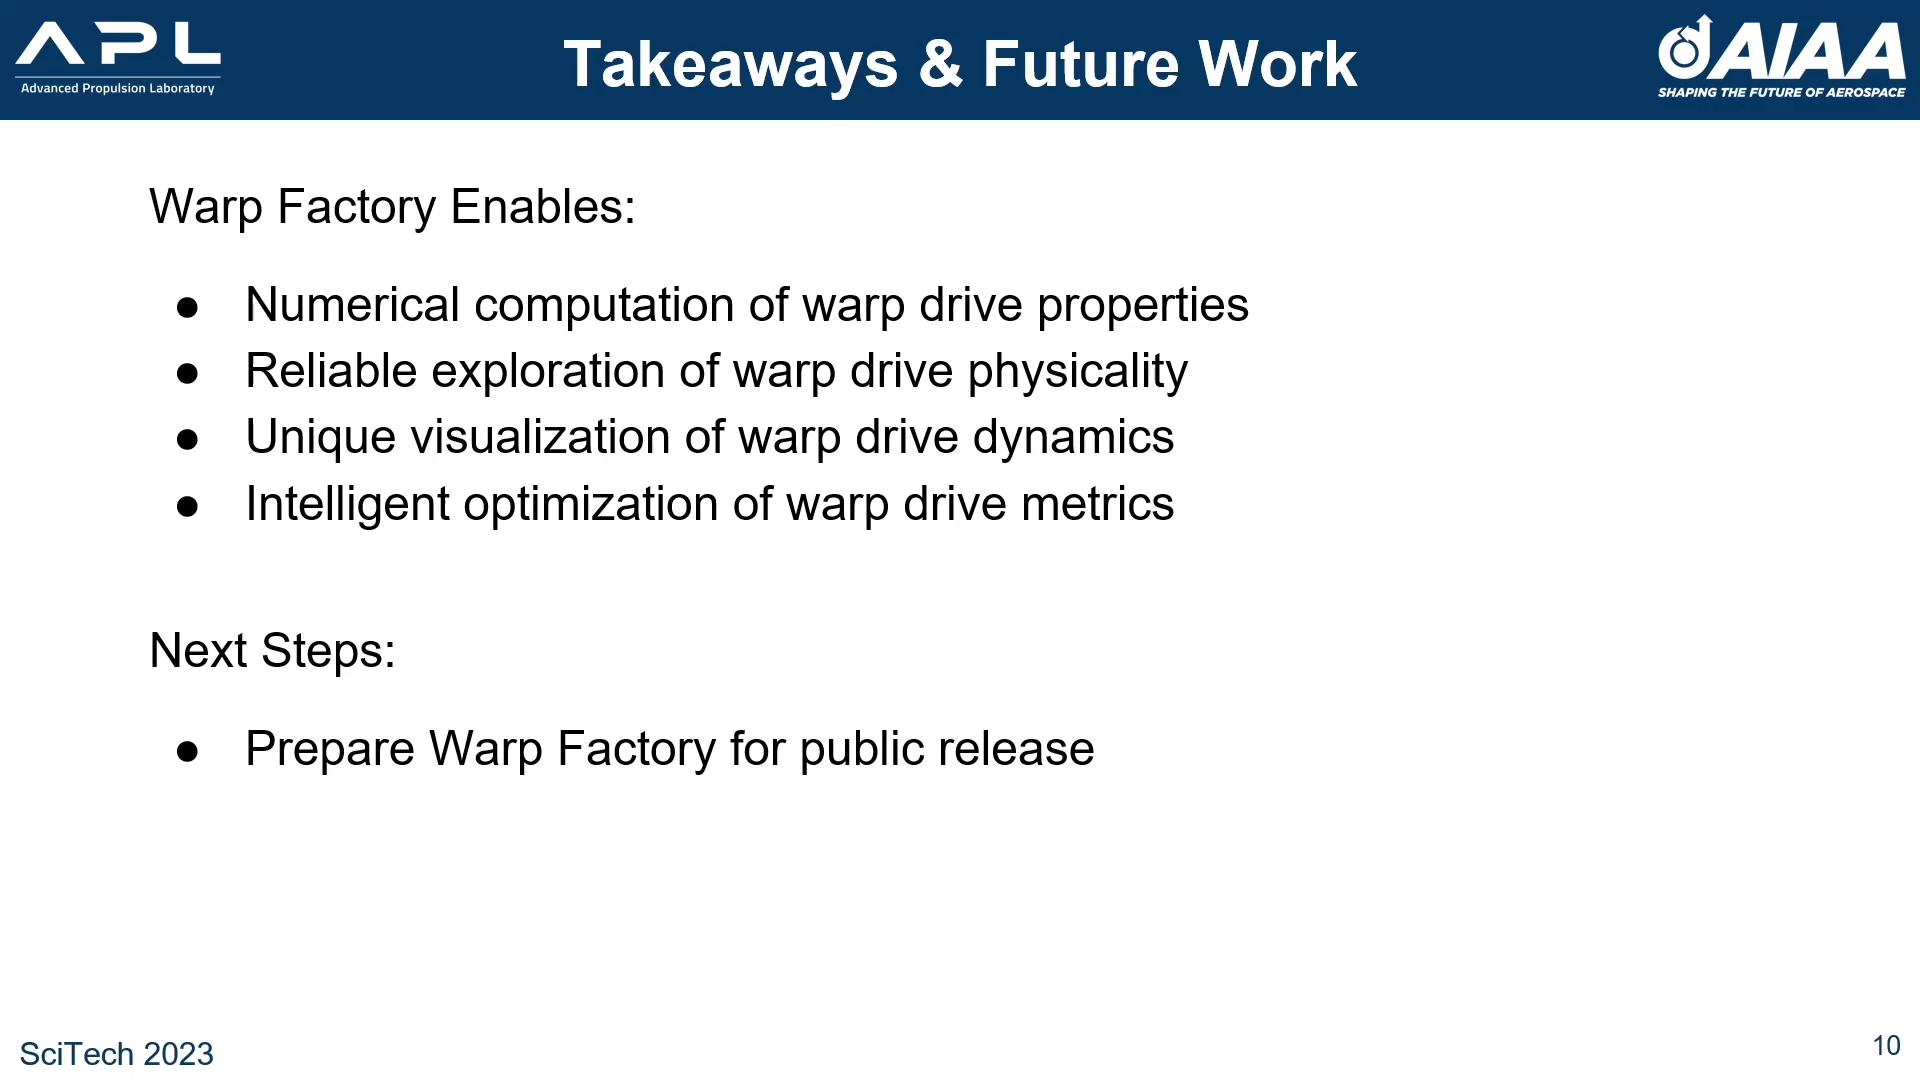 APL
Advanced Propulsion Laboratory
Takeaways & Future Work
AIAA
SHAPING THE FUTURE OF AEROSPACE
Warp Factory Enables:
● Numerical computation of warp drive properties
● Reliable exploration of warp drive physicality
● Unique visualization of warp drive dynamics
● Intelligent optimization of warp drive metrics
Next Steps:
● Prepare Warp Factory for public release
SciTech 2023
10